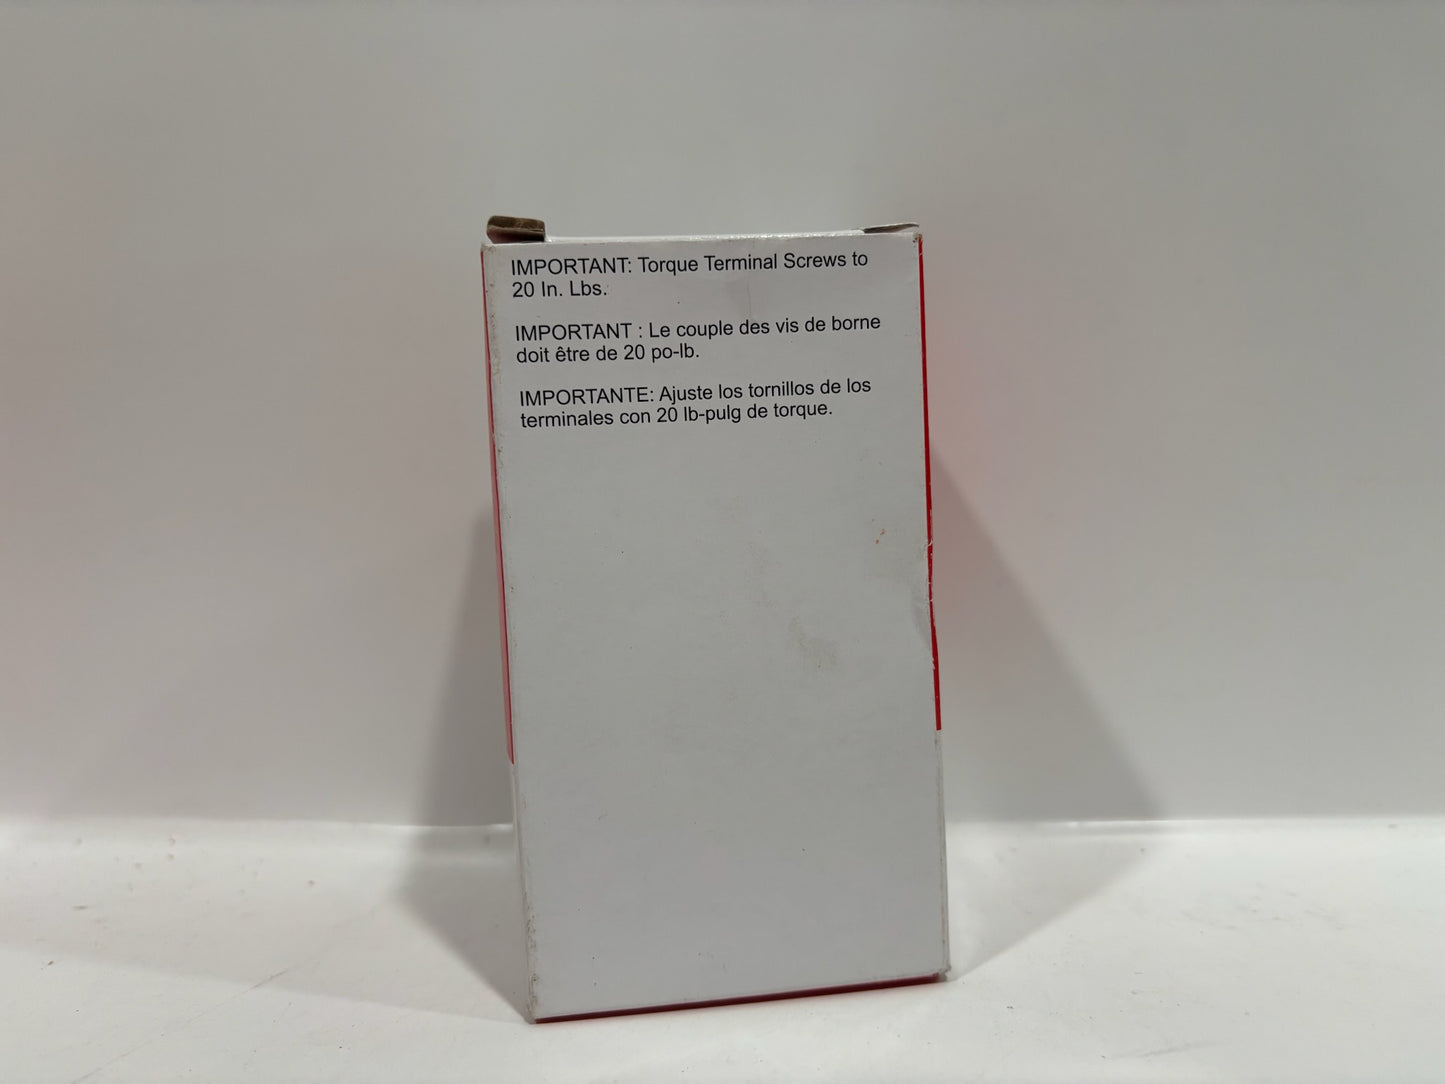 IMPORTANT: Torque Terminal Screws to
20 In. Lbs.
IMPORTANT : Le couple des vis de borne
doit être de 20 po-lb.
IMPORTANTE: Ajuste los tornillos de los
terminales con 20 lb-pulg de torque.